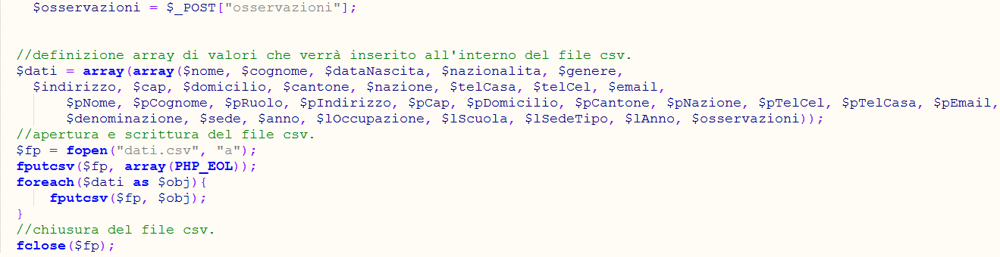 $osservazioni = $_POST["osservazioni"];
//definizione array di valori che verrà inserito all'interno del file csv.
$dati = array(array($nome, $cognome, $dataNascita, $nazionalita, $genere,
$indirizzo, $cap, $domicilio, $cantone, $nazione, $telCasa, $telCel, $email,
$pNome, $pCognome, $pRuolo, $pIndirizzo, $pCap, $pDomicilio, $pCantone, $pNazione, $pTelCel, $pTelCasa, $pEmail,
$denominazione, $sede, $anno, $lOccupazione, $lScuola, $lSedeTipo, $lAnno, $osservazioni));
//apertura e scrittura del file csv.
$fp = fopen("dati.csv", "a");
fputcsv($fp, array(PHP_EOL));
foreach($dati as $obj){
fputcsv($fp, $obj);
}
//chiusura del file csv.
fclose($fp);